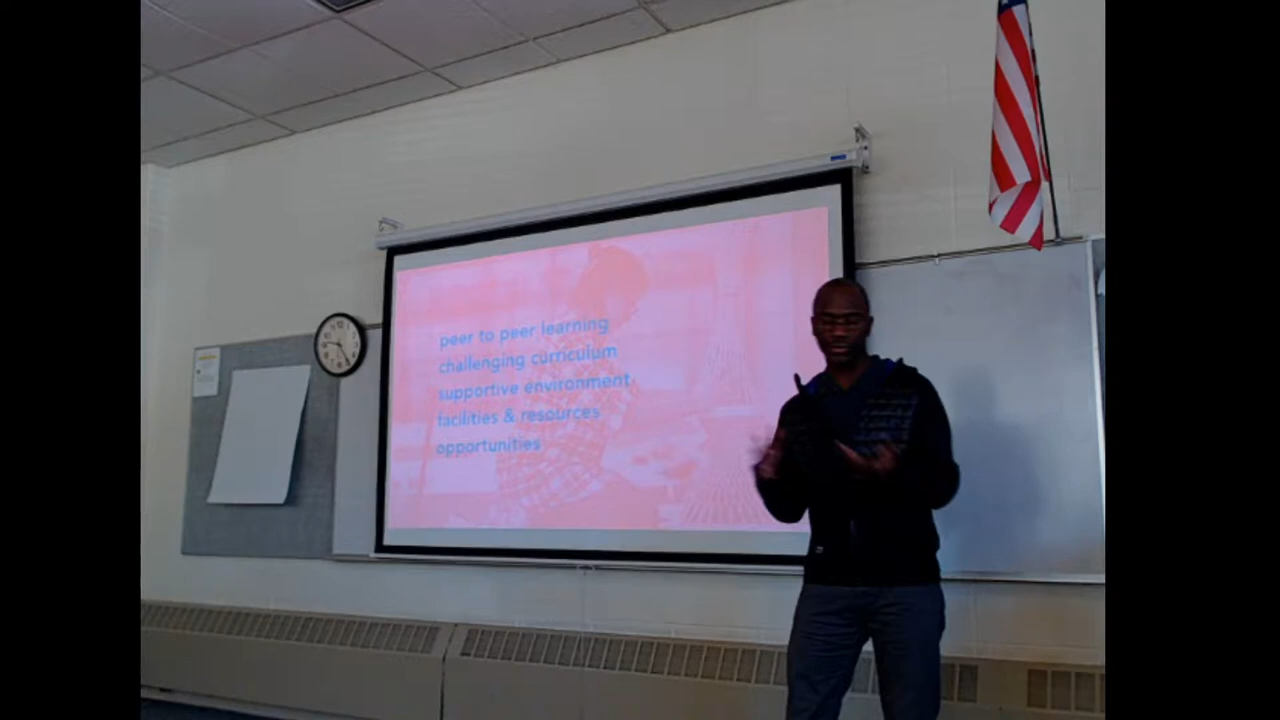 peer to peer learning
challenging curriculum
supportive environment
facilities & resources
opportunities